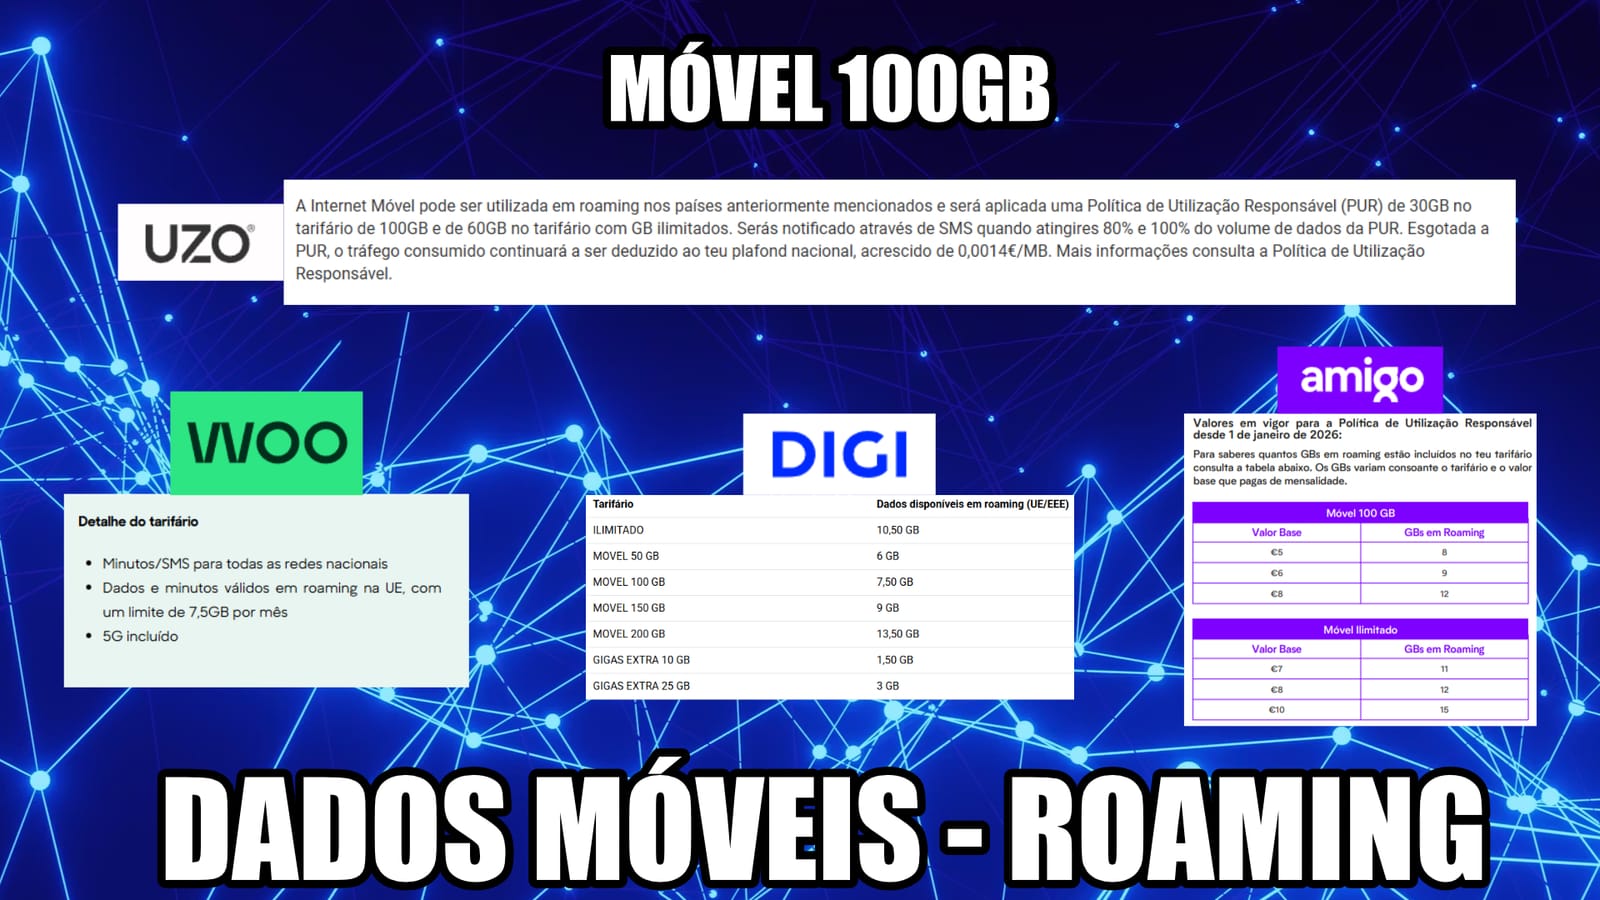 MÓVEL 100GB
UZO®
A Internet Móvel pode ser utilizada em roaming nos países anteriormente mencionados e será aplicada uma Política de Utilização Responsável (PUR) de 30GB no
tarifário de 100GB e de 60GB no tarifário com GB ilimitados. Serás notificado através de SMS quando atingires 80% e 100% do volume de dados da PUR. Esgotada a
PUR, o tráfego consumido continuará a ser deduzido ao teu plafond nacional, acrescido de 0,0014€/MB. Mais informações consulta a Política de Utilização
Responsável.
WOO
Detalhe do tarifário
• Minutos/SMS para todas as redes nacionais
• Dados e minutos válidos em roaming na UE, com
um limite de 7,5GB por mês
• 5G incluído
DIGI
Tarifário Dados disponíveis em roaming (UE/EEE)
ILIMITADO 10,50 GB
MOVEL 50 GB 6 GB
MOVEL 100 GB 7,50 GB
MOVEL 150 GB 9 GB
MOVEL 200 GB 13,50 GB
GIGAS EXTRA 10 GB 1,50 GB
GIGAS EXTRA 25 GB 3 GB
amigo
Valores em vigor para a Política de Utilização Responsável
desde 1 de janeiro de 2026:
Para saberes quantos GBs em roaming estão incluídos no teu tarifário
consulta a tabela abaixo. Os GBs variam consoante o tarifário e o valor
base que pagas de mensalidade.
Móvel 100 GB
Valor Base GBs em Roaming
€5 8
€6 9
€8 12
Móvel Ilimitado
Valor Base GBs em Roaming
€7 11
€8 12
€10 15
DADOS MÓVEIS - ROAMING